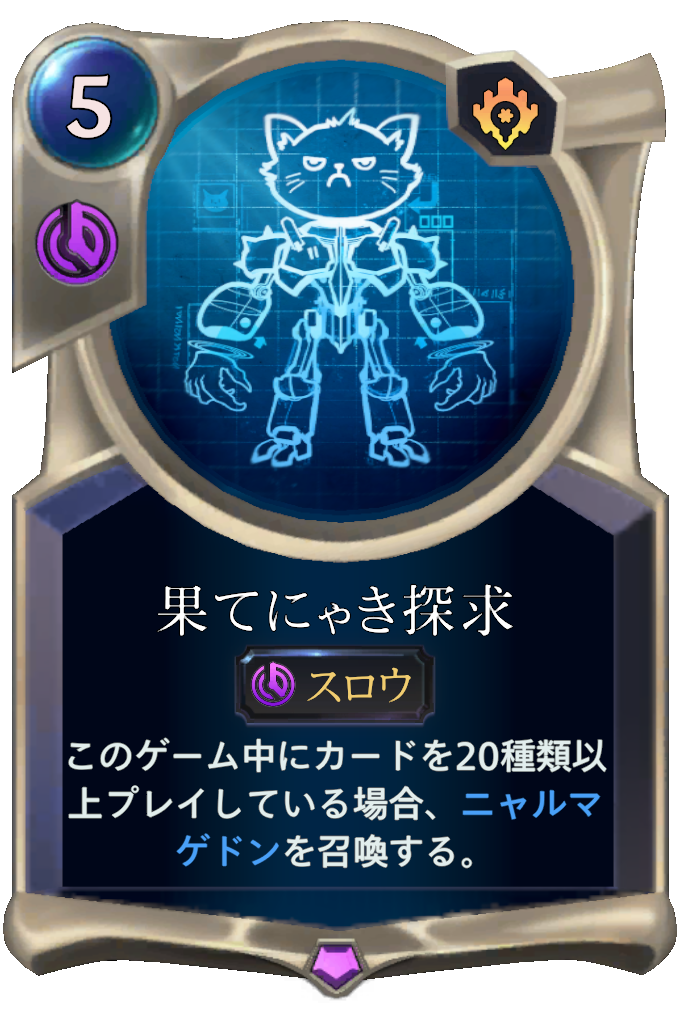 5
果てにゃき探求
スロウ
このゲーム中にカードを20種類以
上プレイしている場合、ニャルマ
ゲドンを召喚する。